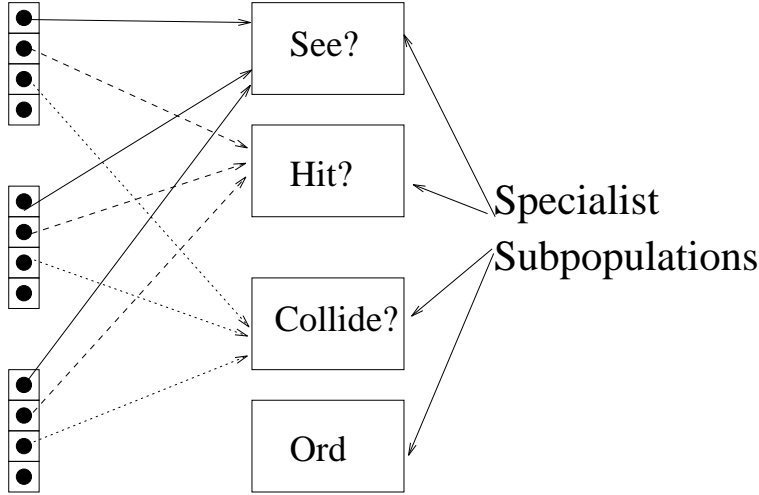 See?
Hit?
Collide?
Ord
Specialist
Subpopulations